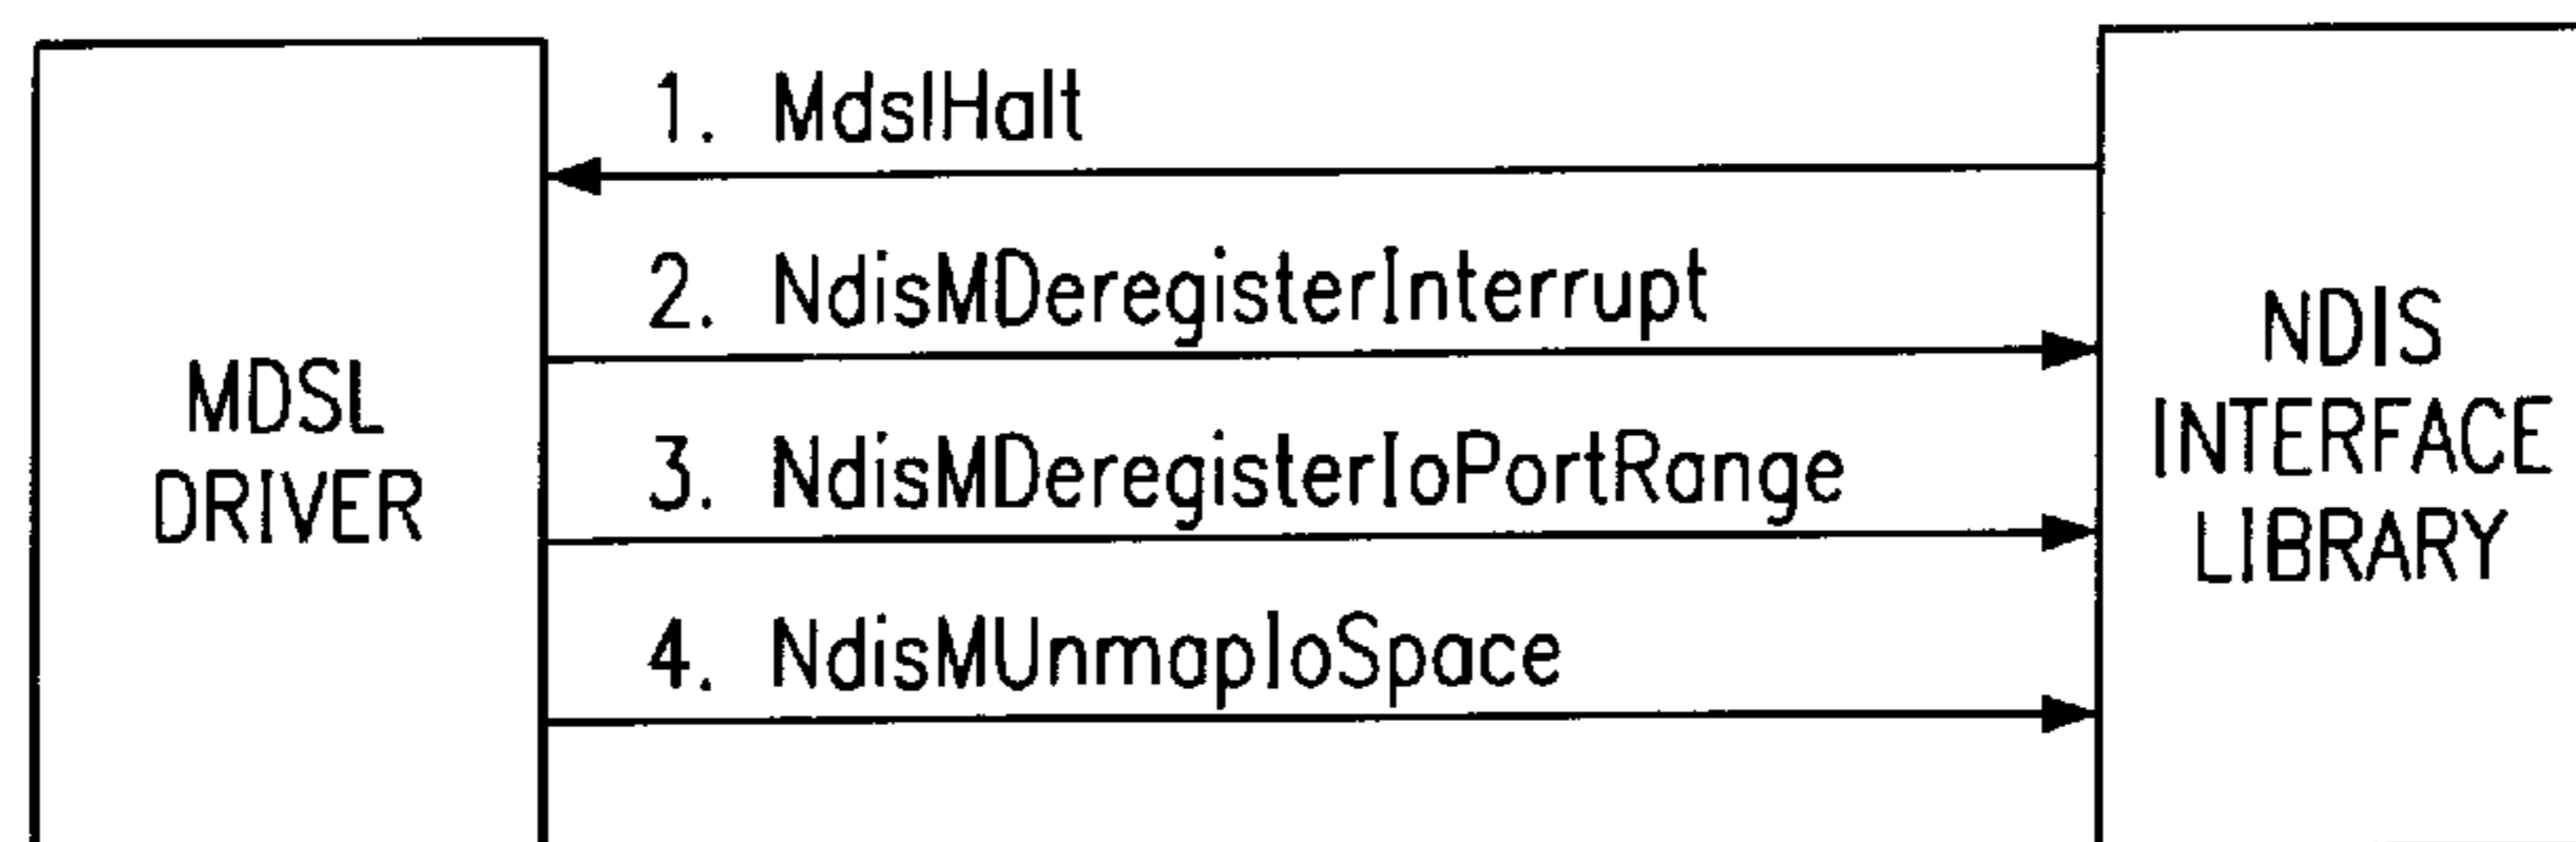 MDSL
DRIVER
1. MdslHalt
2. NdisMDeregisterInterrupt
3. NdisMDeregisterIoPortRange
4. NdisMUnmapIoSpace
NDIS
INTERFACE
LIBRARY